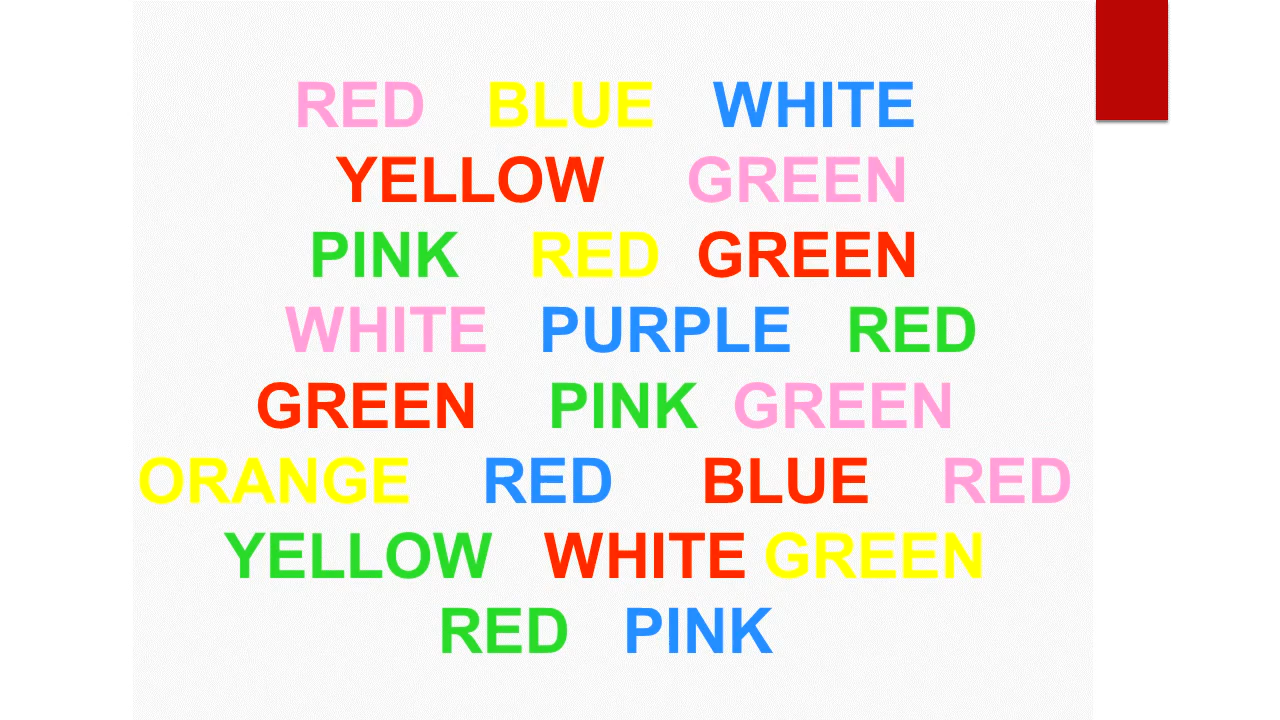 RED BLUE WHITE
YELLOW GREEN
PINK RED GREEN
WHITE PURPLE RED
GREEN PINK GREEN
ORANGE RED BLUE RED
YELLOW WHITE GREEN
RED PINK